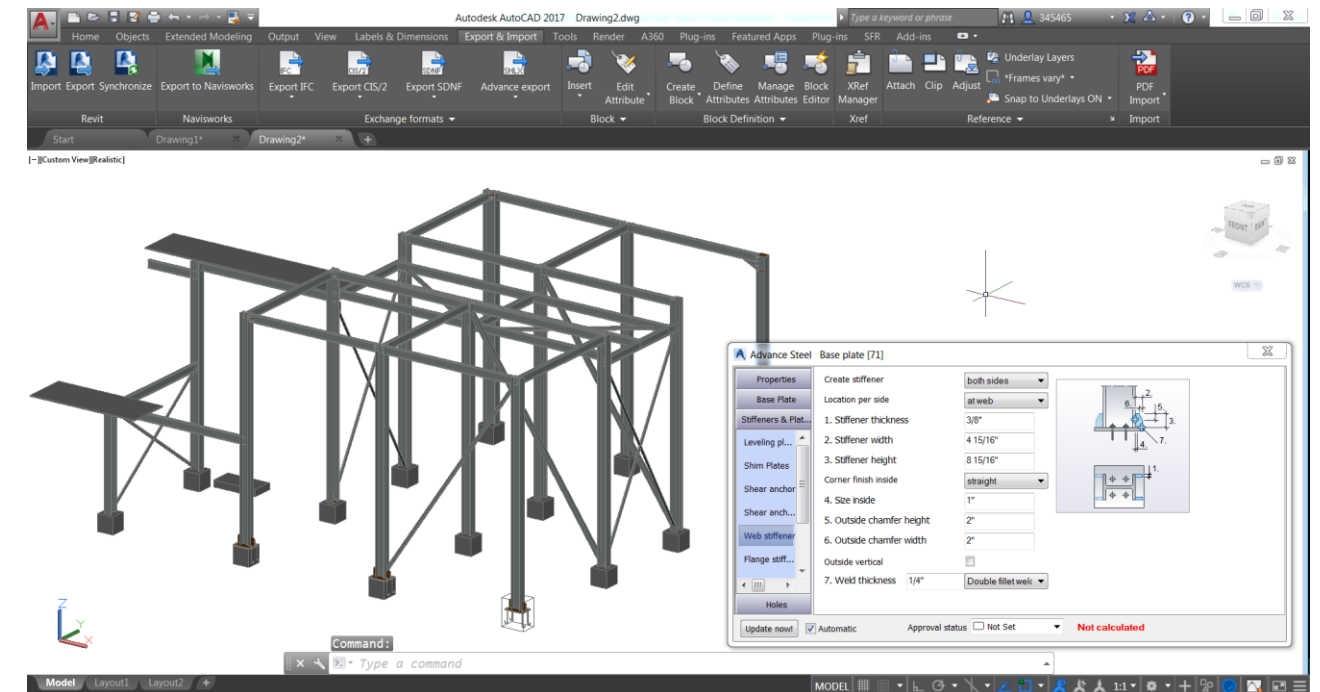 Autodesk AutoCAD 2017 Drawing2.dwg
Type a keyword or phrase
345465
Home Objects Extended Modeling Output View Labels & Dimensions Export & Import Tools Render A360 Plug-ins Featured Apps Plug-ins SFR Add-ins
Import Export Synchronize Export to Navisworks Export IFC Export CIS/2 Export SDNF Advance export Insert Edit Attribute Create Block Define Attributes Manage Attributes Block Editor XRef Manager Attach Clip Adjust
Underlay Layers
*Frames vary*
Snap to Underlays ON
PDF Import
Revit Navisworks Exchange formats Block Block Definition Xref Reference Import
Start Drawing1* Drawing2*
[–][Custom View][Realistic]
FRONT
WCS
Advance Steel Base plate [71]
Properties
Base Plate
Stiffeners & Plat...
Leveling pl...
Shim Plates
Shear anchor
Shear anch...
Web stiffener
Flange stiff...
Holes
Create stiffener both sides
Location per side at web
1. Stiffener thickness 3/8"
2. Stiffener width 4 15/16"
3. Stiffener height 8 15/16"
Corner finish inside straight
4. Size inside 1"
5. Outside chamfer height 2"
6. Outside chamfer width 2"
Outside vertical
7. Weld thickness 1/4" Double fillet welc
2.
6. 5.
3.
4. 7.
1.
Update now! Automatic Approval status Not Set Not calculated
Z
Y
X
Command:
Type a command
Model Layout1 Layout2
MODEL 1:1